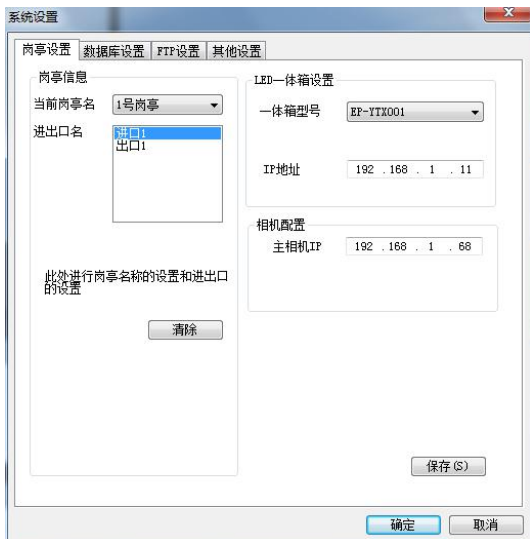 系统设置
岗亭设置 数据库设置 FTP设置 其他设置
岗亭信息
当前岗亭名 1号岗亭
进出口名 进口1
出口1
此处进行岗亭名称的设置和进出口
的设置
清除
LED一体箱设置
一体箱型号 EP-YTX001
IP地址 192 .168 . 1 . 11
相机配置
主相机IP 192 .168 . 1 . 68
保存(S)
确定 取消